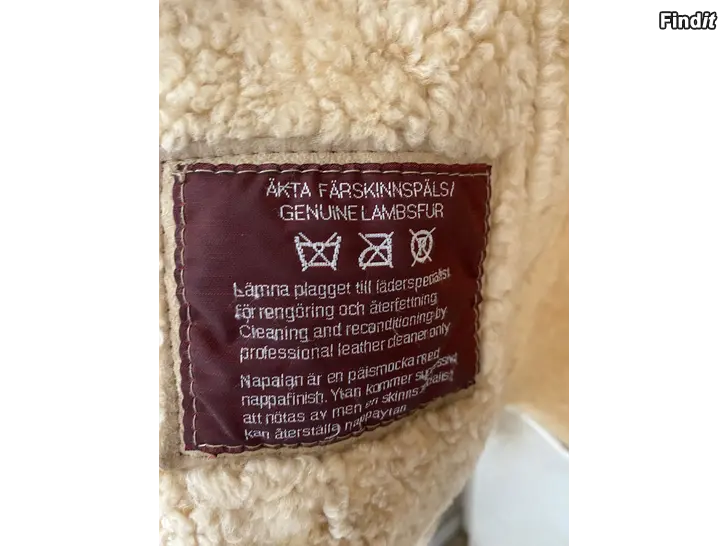 Findit
ÄKTA FÄRSKINNSPÄLS/
GENUINE LAMBSFUR
Lämna plagget till läderspecialist
för rengöring och återfettning
Cleaning and reconditioning by
professional leather cleaner only
Napalan är en pälsmocka med
nappafinish. Ytan kommer
att nötas av men en skinnspecialist
kan återställa nappaytan